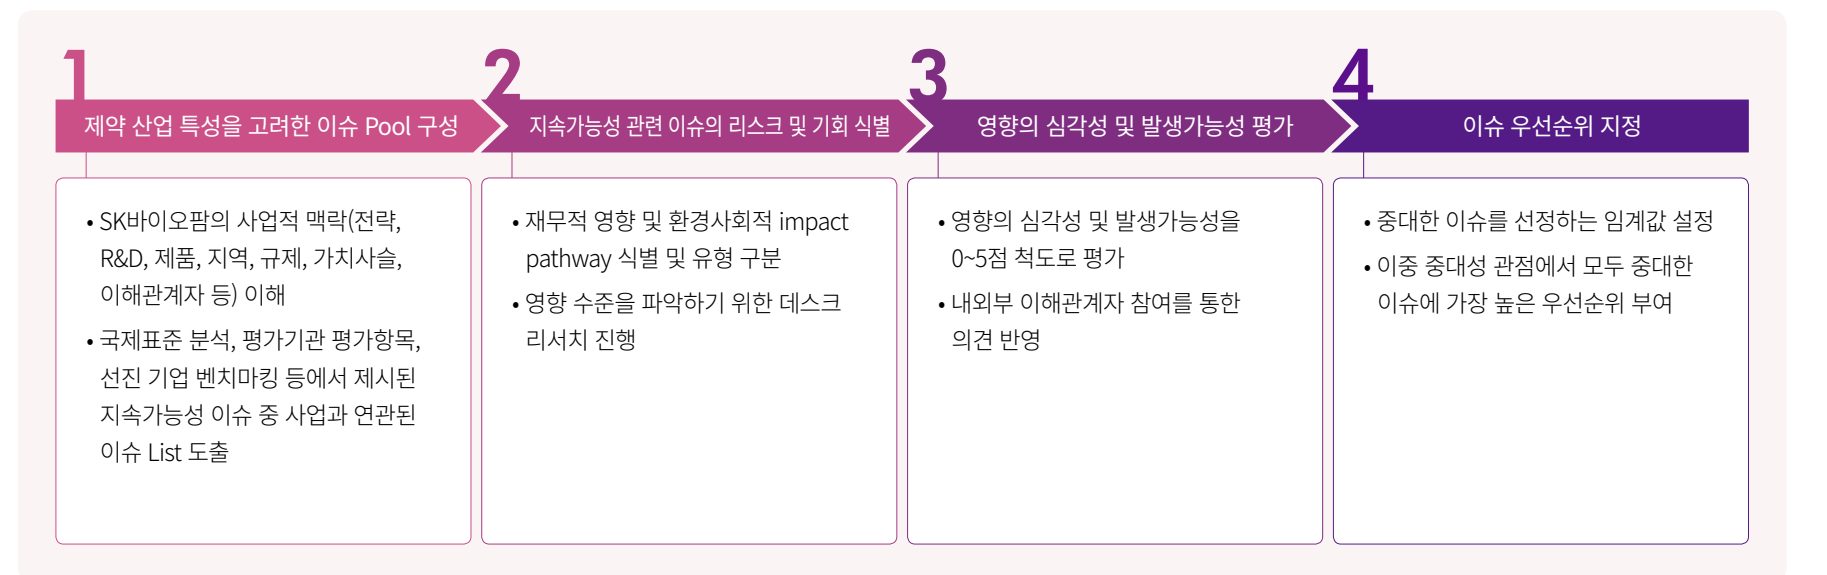 1
제약 산업 특성을 고려한 이슈 Pool 구성
• SK바이오팜의 사업적 맥락(전략,
R&D, 제품, 지역, 규제, 가치사슬,
이해관계자 등) 이해
• 국제표준 분석, 평가기관 평가항목,
선진 기업 벤치마킹 등에서 제시된
지속가능성 이슈 중 사업과 연관된
이슈 List 도출
2
지속가능성 관련 이슈의 리스크 및 기회 식별
• 재무적 영향 및 환경사회적 impact
pathway 식별 및 유형 구분
• 영향 수준을 파악하기 위한 데스크
리서치 진행
3
영향의 심각성 및 발생가능성 평가
• 영향의 심각성 및 발생가능성을
0~5점 척도로 평가
• 내외부 이해관계자 참여를 통한
의견 반영
4
이슈 우선순위 지정
• 중대한 이슈를 선정하는 임계값 설정
• 이중 중대성 관점에서 모두 중대한
이슈에 가장 높은 우선순위 부여